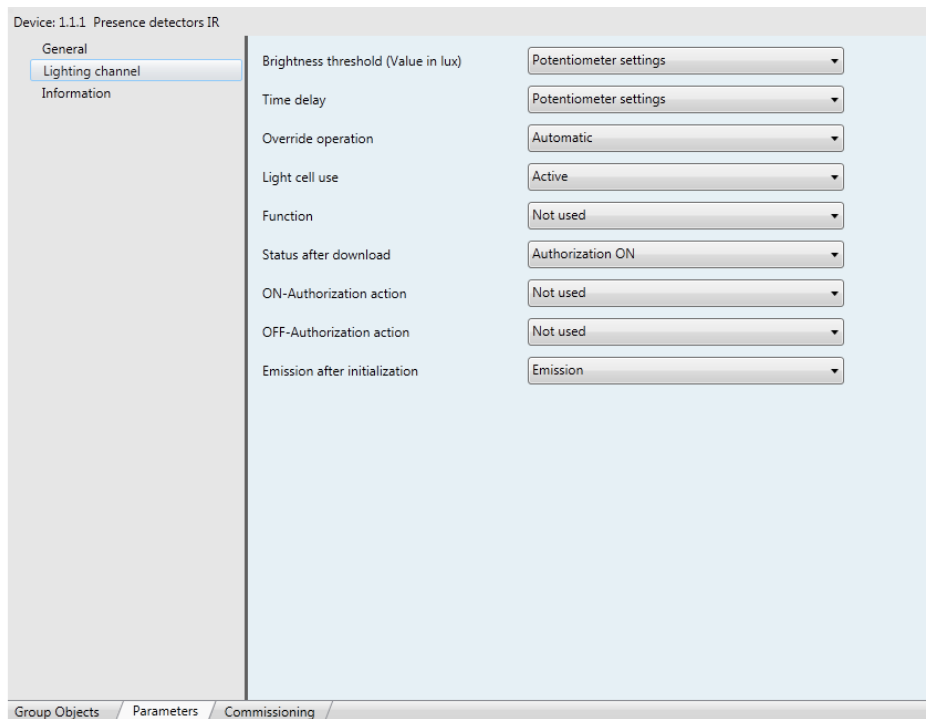 Device: 1.1.1 Presence detectors IR
General
Lighting channel
Information
Brightness threshold (Value in lux) Potentiometer settings
Time delay Potentiometer settings
Override operation Automatic
Light cell use Active
Function Not used
Status after download Authorization ON
ON-Authorization action Not used
OFF-Authorization action Not used
Emission after initialization Emission
Group Objects Parameters Commissioning